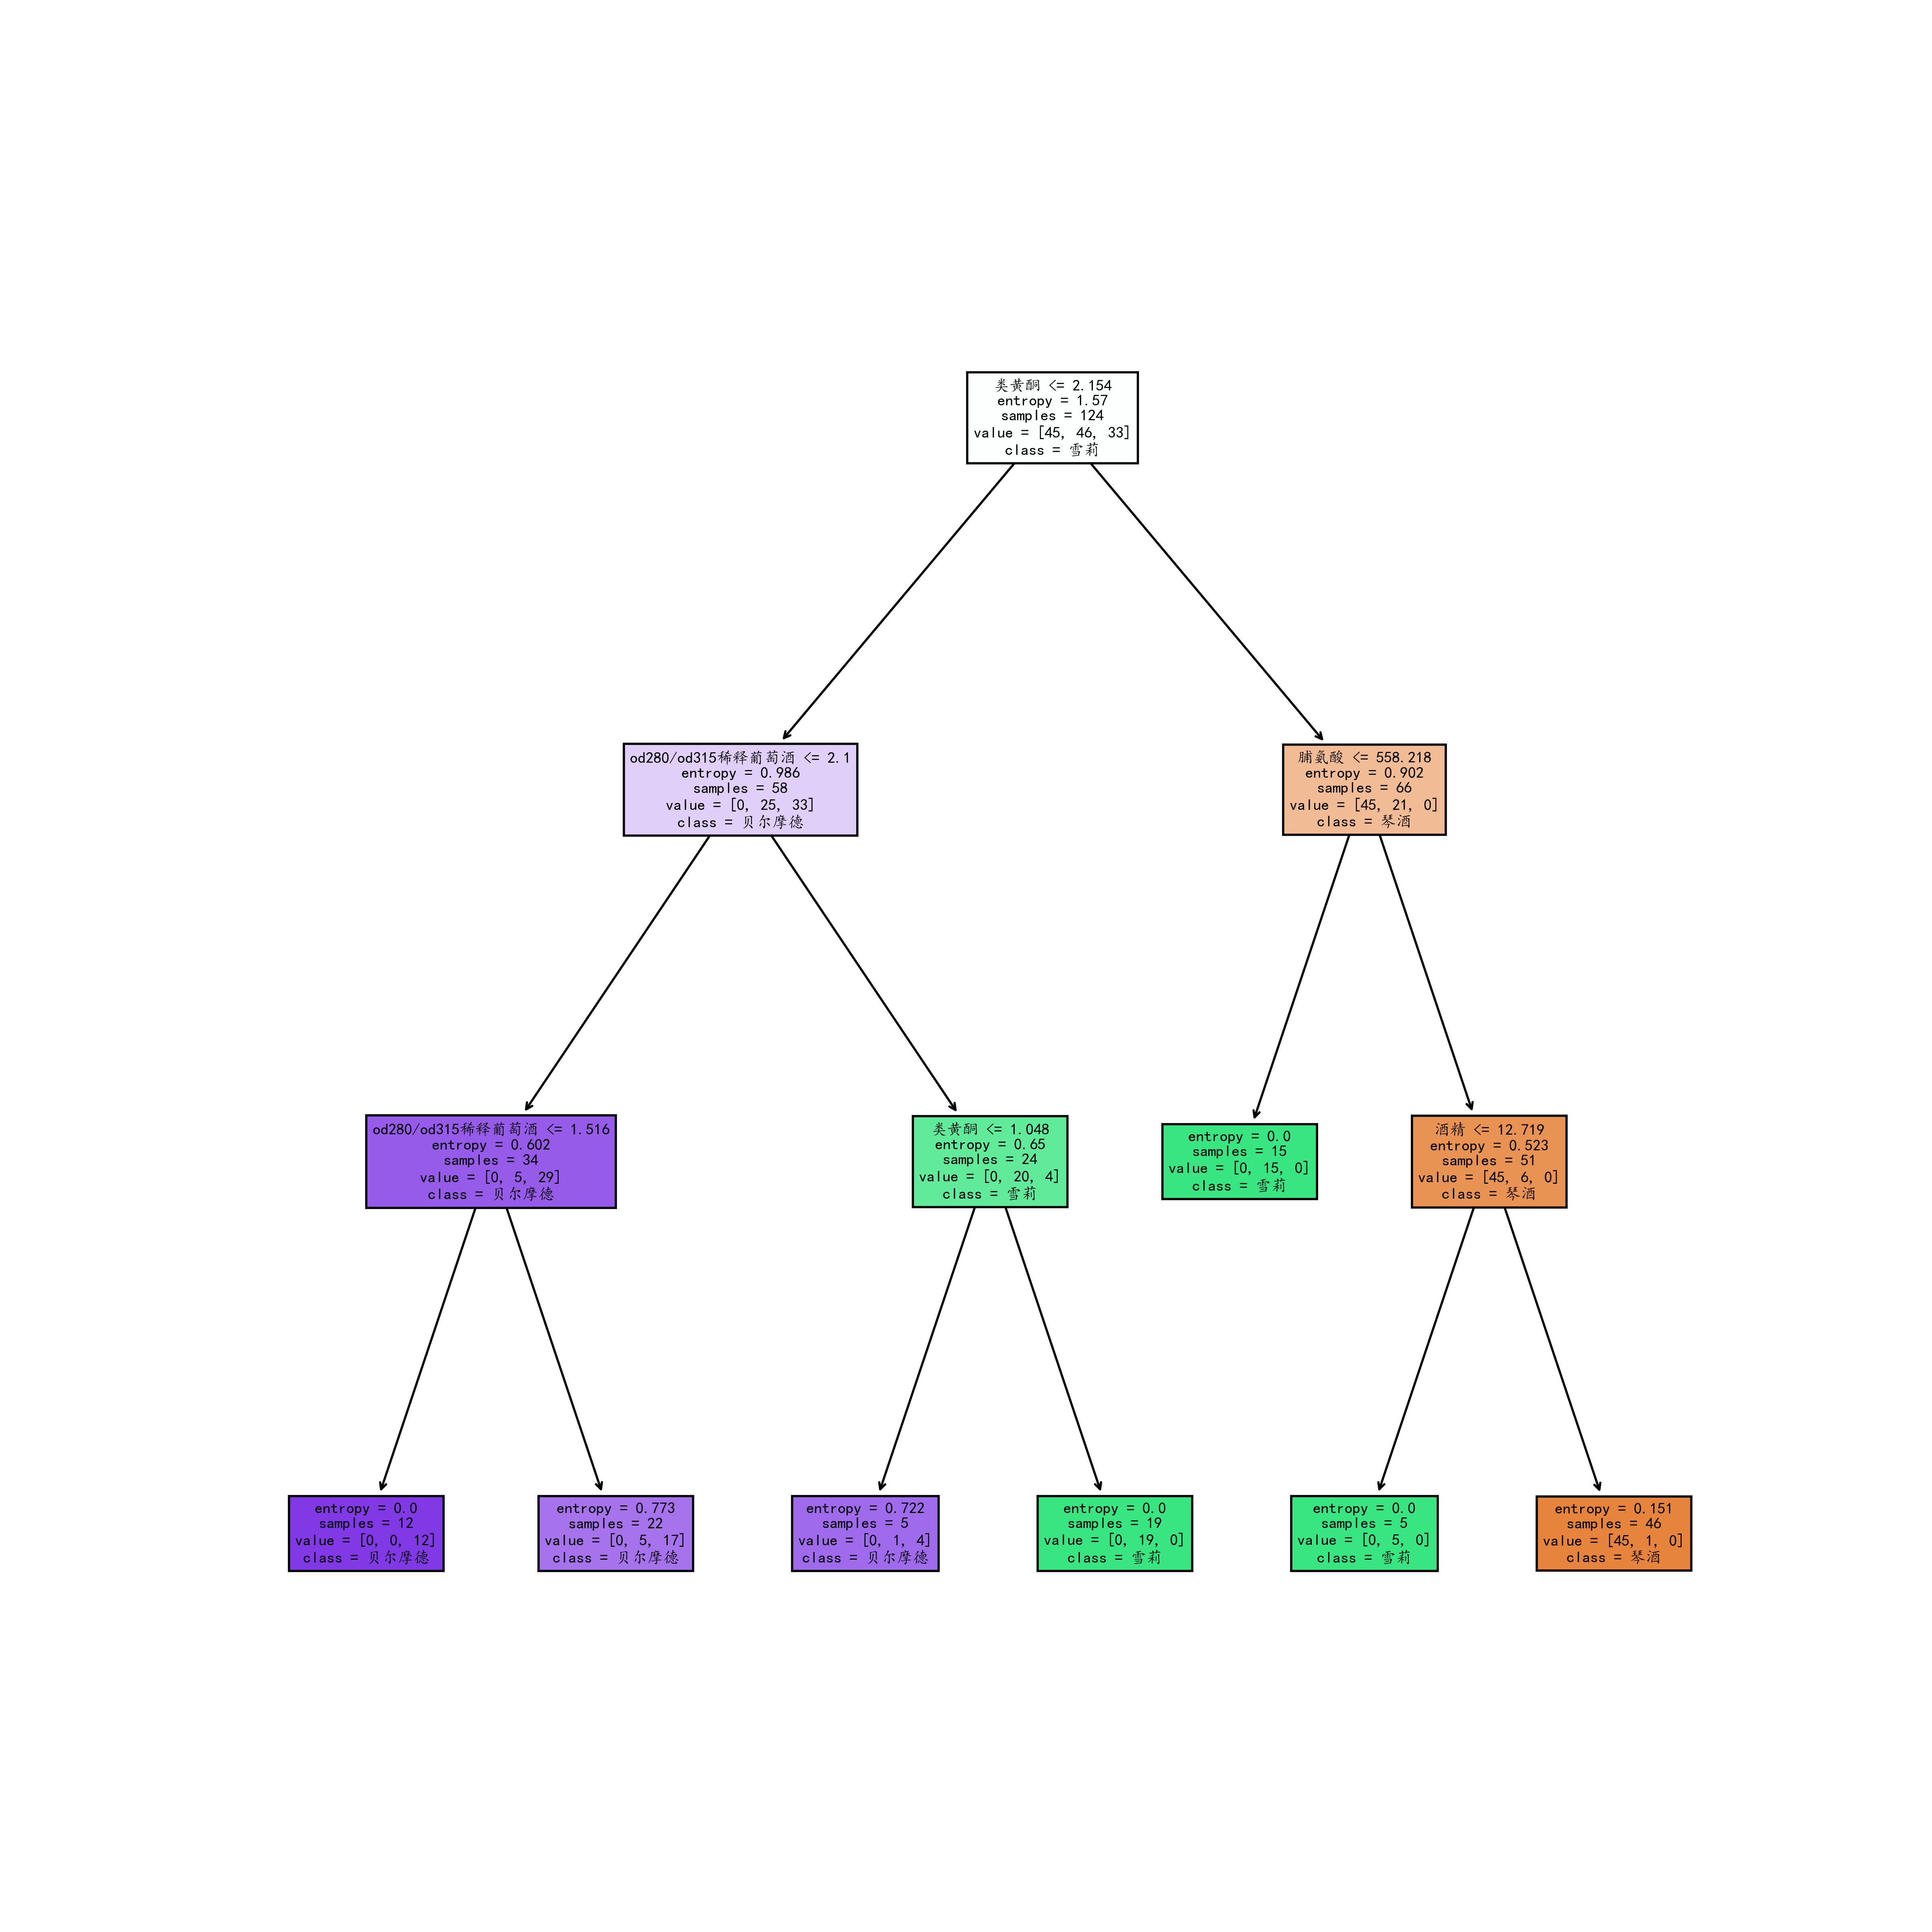 类黄酮 <= 2.154
entropy = 1.57
samples = 124
value = [45, 46, 33]
class = 雪莉
od280/od315稀释葡萄酒 <= 2.1
entropy = 0.986
samples = 58
value = [0, 25, 33]
class = 贝尔摩德
脯氨酸 <= 558.218
entropy = 0.902
samples = 66
value = [45, 21, 0]
class = 琴酒
od280/od315稀释葡萄酒 <= 1.516
entropy = 0.602
samples = 34
value = [0, 5, 29]
class = 贝尔摩德
类黄酮 <= 1.048
entropy = 0.65
samples = 24
value = [0, 20, 4]
class = 雪莉
entropy = 0.0
samples = 15
value = [0, 15, 0]
class = 雪莉
酒精 <= 12.719
entropy = 0.523
samples = 51
value = [45, 6, 0]
class = 琴酒
entropy = 0.0
samples = 12
value = [0, 0, 12]
class = 贝尔摩德
entropy = 0.773
samples = 22
value = [0, 5, 17]
class = 贝尔摩德
entropy = 0.722
samples = 5
value = [0, 1, 4]
class = 贝尔摩德
entropy = 0.0
samples = 19
value = [0, 19, 0]
class = 雪莉
entropy = 0.0
samples = 5
value = [0, 5, 0]
class = 雪莉
entropy = 0.151
samples = 46
value = [45, 1, 0]
class = 琴酒